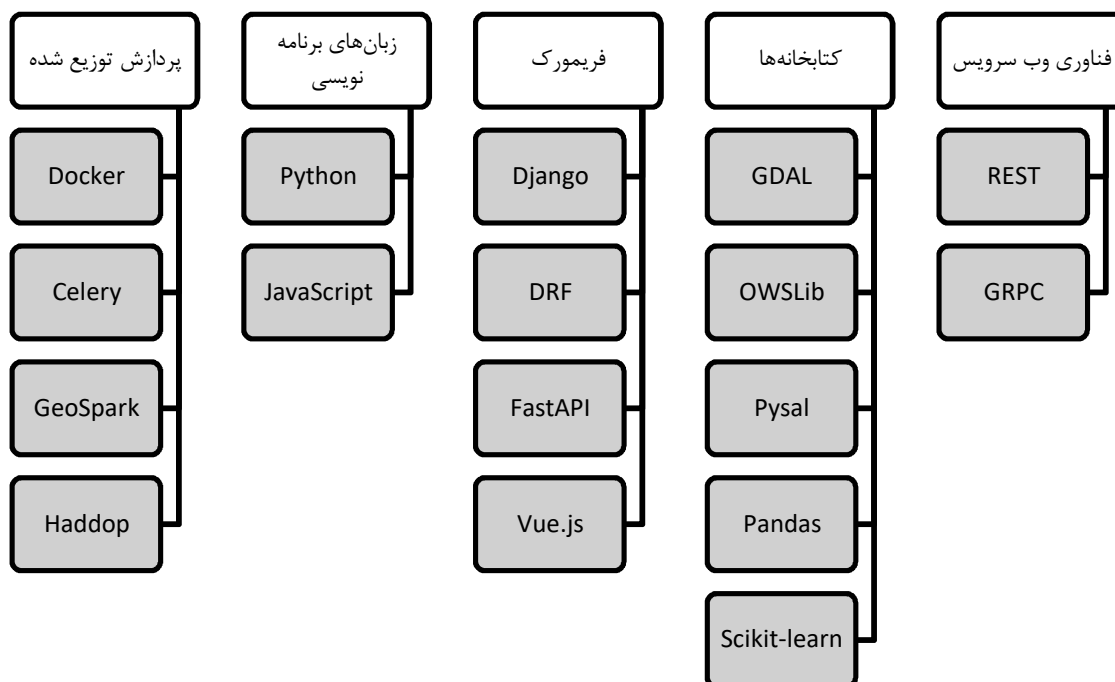 فناوری وب سرویس
REST
GRPC
کتابخانه‌ها
GDAL
OWSLib
Pysal
Pandas
Scikit-learn
فریمورک
Django
DRF
FastAPI
Vue.js
زبان‌های برنامه
نویسی
Python
JavaScript
پردازش توزیع شده
Docker
Celery
GeoSpark
Haddop